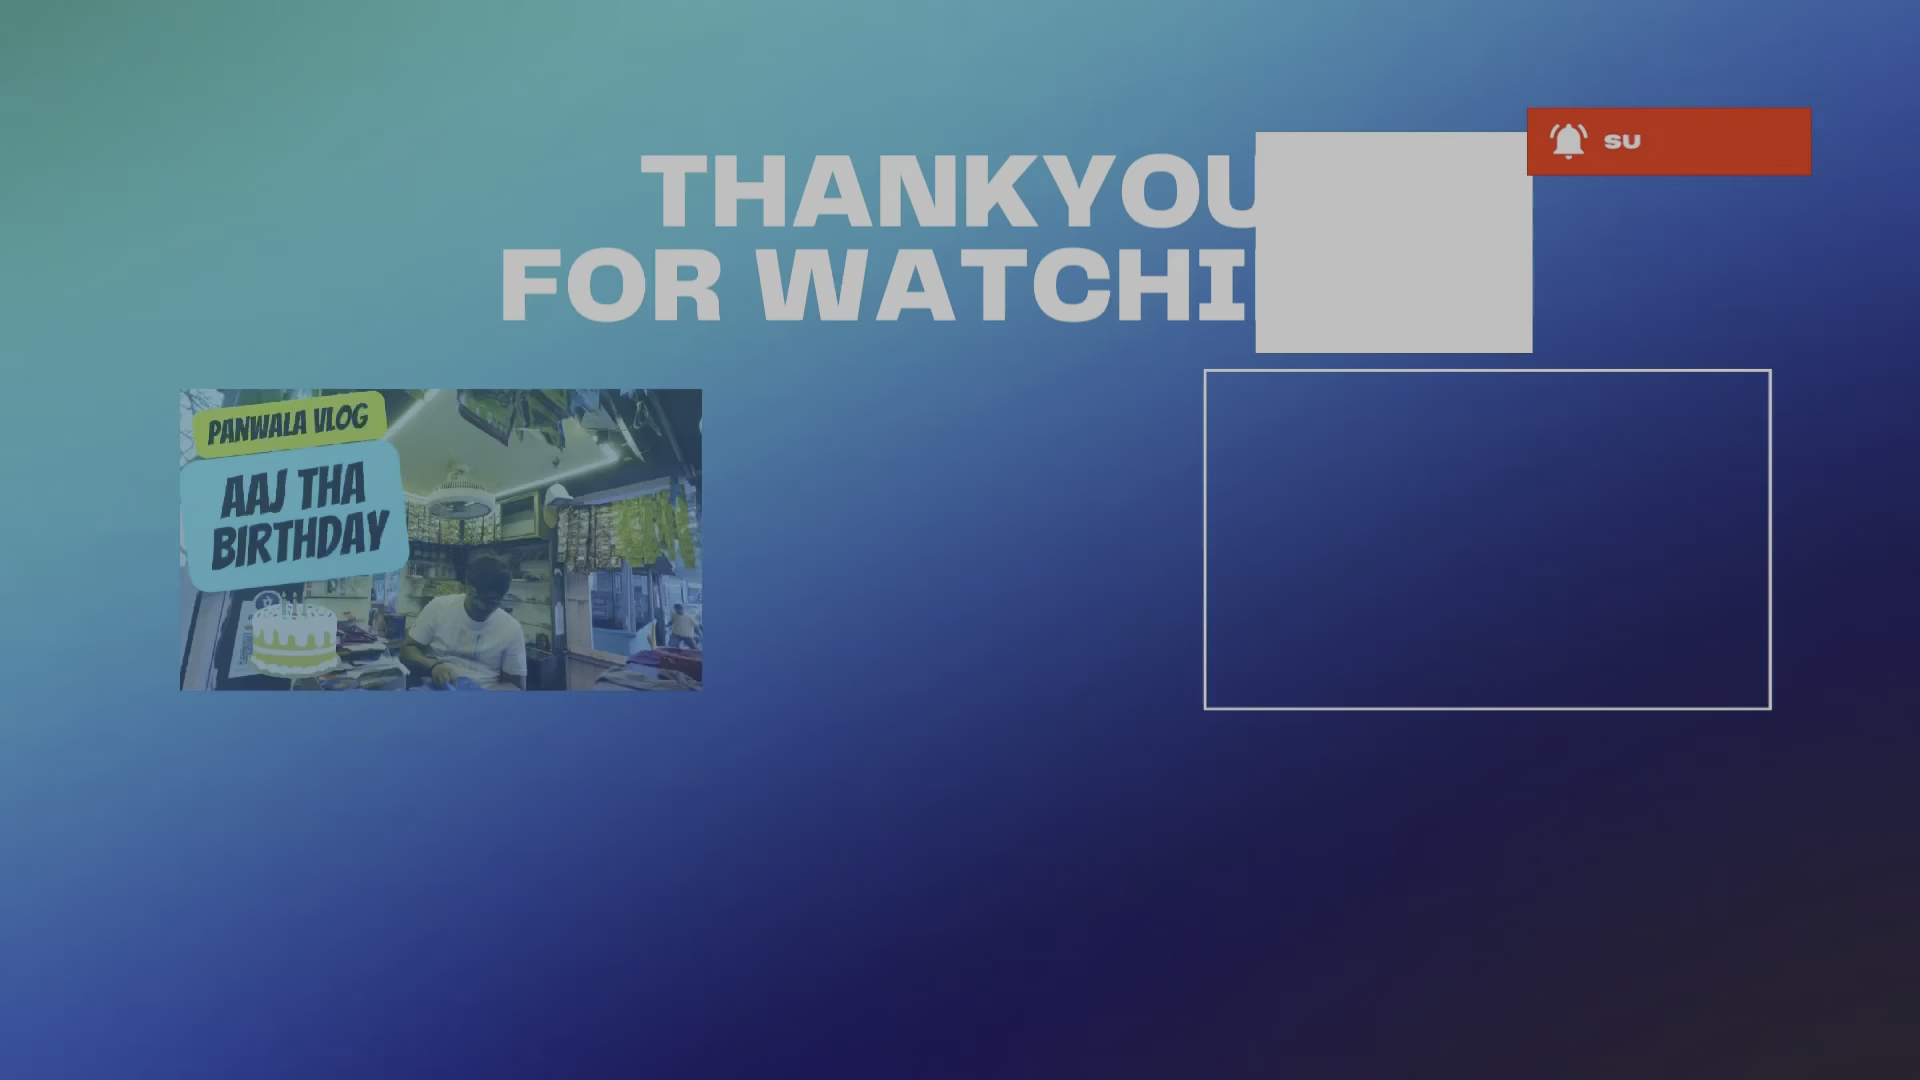 THANKYOU
FOR WATCHI
SU
PANWALA VLOG
AAJ THA
BIRTHDAY